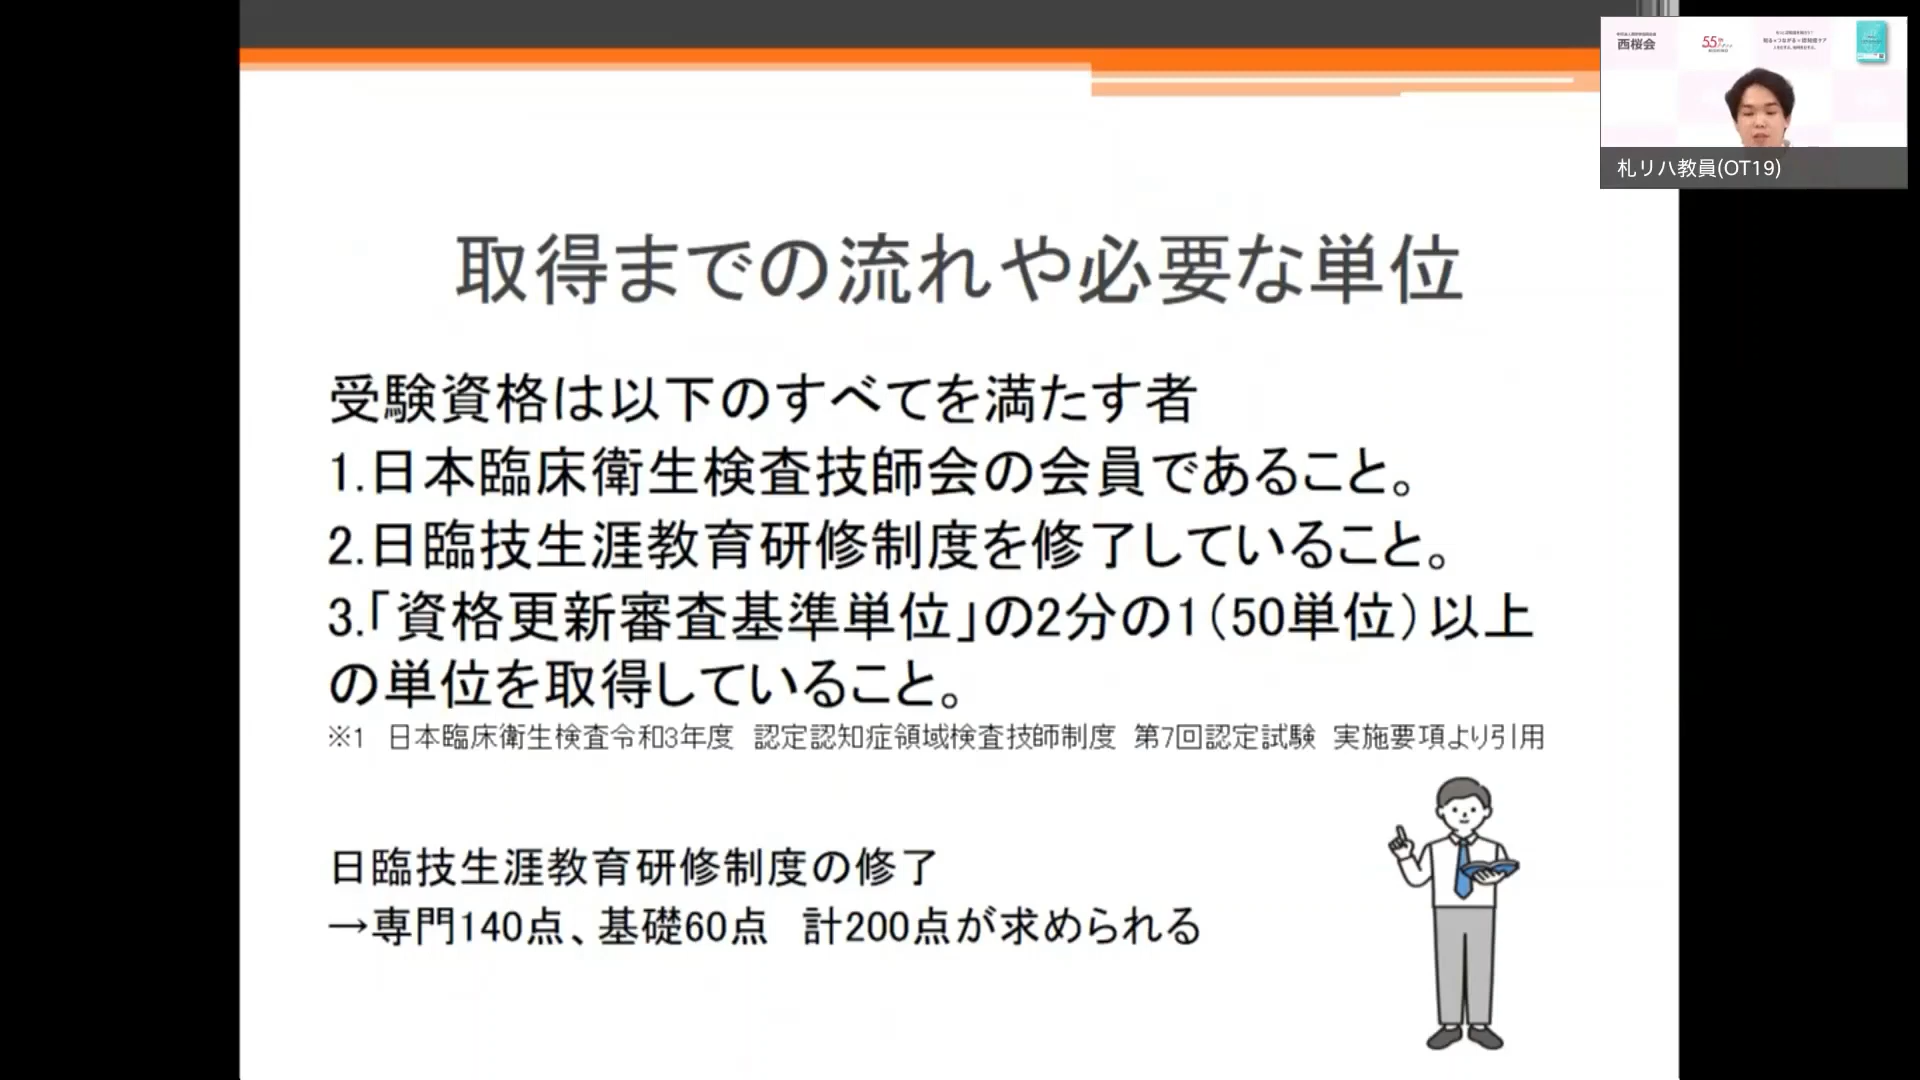 取得までの流れや必要な単位
受験資格は以下のすべてを満たす者
1.日本臨床衛生検査技師会の会員であること。
2.日臨技生涯教育研修制度を修了していること。
3.「資格更新審査基準単位」の2分の1(50単位)以上
の単位を取得していること。
※1 日本臨床衛生検査令和3年度 認定認知症領域検査技師制度 第7回認定試験 実施要項より引用
日臨技生涯教育研修制度の修了
→専門140点、基礎60点 計200点が求められる
西桜会
55th
札リハ教員(OT19)